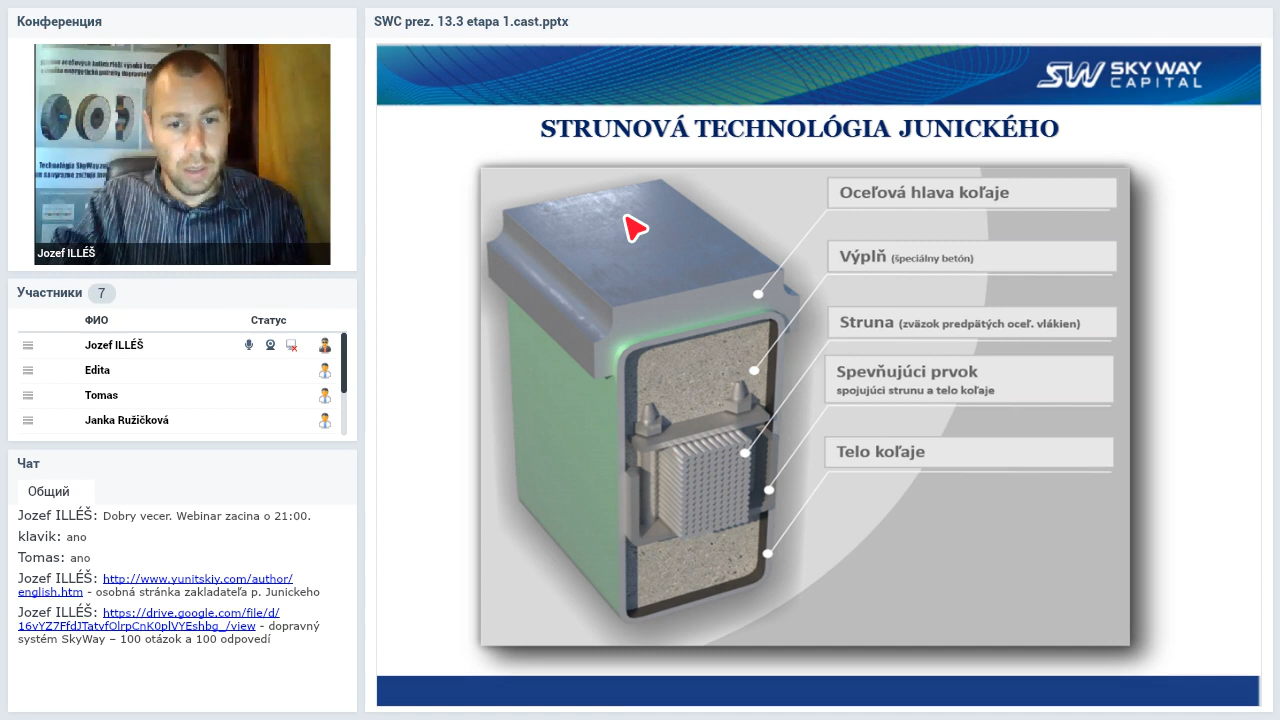 Конференция
Jozef ILLÉŠ
Участники 7
ФИО Статус
Jozef ILLÉŠ
Edita
Tomas
Janka Ružičková
Чат
Общий
Jozef ILLÉŠ: Dobry vecer. Webinar zacina o 21:00.
klavik: ano
Tomas: ano
Jozef ILLÉŠ: http://www.yunitskiy.com/author/
english.htm - osobná stránka zakladateľa p. Junickeho
Jozef ILLÉŠ: https://drive.google.com/file/d/
16vYZ7FfdJTatvfOlrpCnK0plVYEshbg_/view - dopravný
systém SkyWay – 100 otázok a 100 odpovedí
SWC prez. 13.3 etapa 1.cast.pptx
SW SKY WAY
CAPITAL
STRUNOVÁ TECHNOLÓGIA JUNICKÉHO
Oceľová hlava koľaje
Výplň (špeciálny betón)
Struna (zväzok predpätých oceľ. vlákien)
Spevňujúci prvok
spojujúci strunu a telo koľaje
Telo koľaje